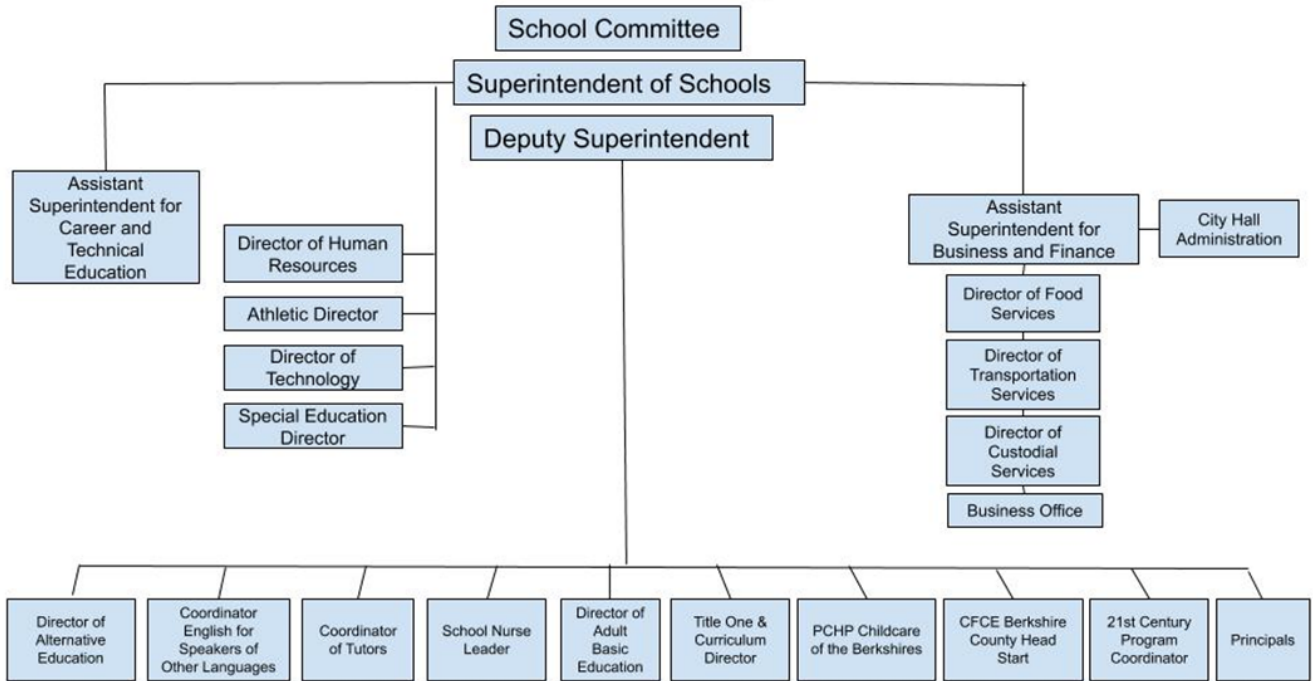 School Committee
Superintendent of Schools
Deputy Superintendent
Assistant
Superintendent for
Career and
Technical
Education
Director of Human
Resources
Athletic Director
Director of
Technology
Special Education
Director
Assistant
Superintendent for
Business and Finance
City Hall
Administration
Director of Food
Services
Director of
Transportation
Services
Director of
Custodial
Services
Business Office
Director of
Alternative
Education
Coordinator
English for
Speakers of
Other Languages
Coordinator
of Tutors
School Nurse
Leader
Director of
Adult
Basic
Education
Title One &
Curriculum
Director
PCHP Childcare
of the Berkshires
CFCE Berkshire
County Head
Start
21st Century
Program
Coordinator
Principals